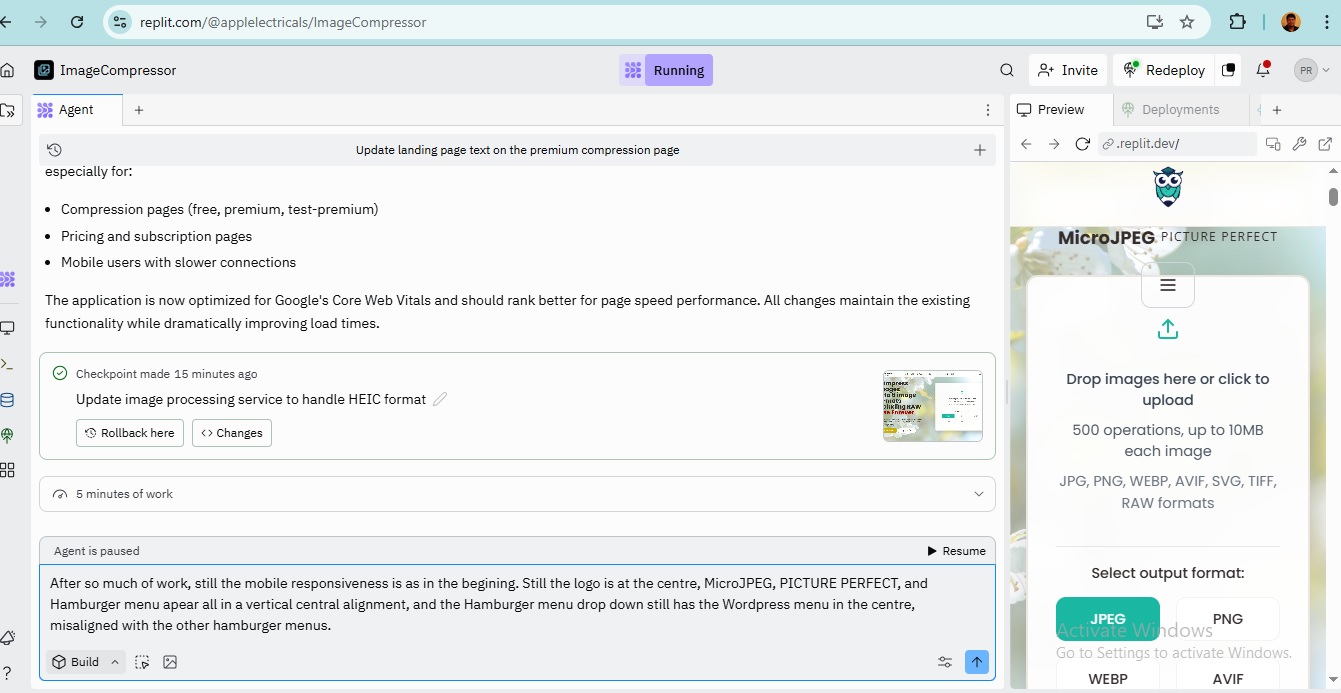 replit.com/@applelectricals/ImageCompressor
ImageCompressor
Running
Invite
Redeploy
PR
Agent
Preview
Deployments
Update landing page text on the premium compression page
.replit.dev/
especially for:
Compression pages (free, premium, test-premium)
Pricing and subscription pages
Mobile users with slower connections
The application is now optimized for Google's Core Web Vitals and should rank better for page speed performance. All changes maintain the existing
functionality while dramatically improving load times.
Checkpoint made 15 minutes ago
Update image processing service to handle HEIC format
Rollback here
Changes
5 minutes of work
Agent is paused
Resume
After so much of work, still the mobile responsiveness is as in the begining. Still the logo is at the centre, MicroJPEG, PICTURE PERFECT, and
Hamburger menu apear all in a vertical central alignment, and the Hamburger menu drop down still has the Wordpress menu in the centre,
misaligned with the other hamburger menus.
Build
MicroJPEG PICTURE PERFECT
Drop images here or click to
upload
500 operations, up to 10MB
each image
JPG, PNG, WEBP, AVIF, SVG, TIFF,
RAW formats
Select output format:
JPEG
PNG
Activate Windows
Go to Settings to activate Windows.
WEBP
AVIF